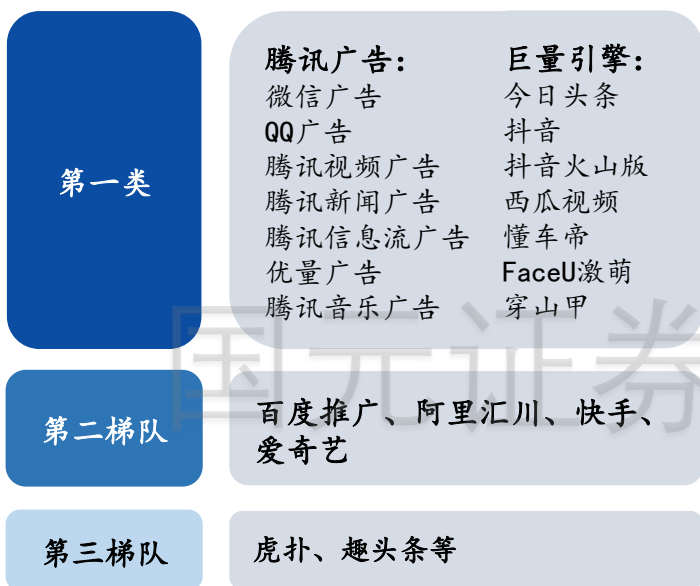 第一类
腾讯广告：
微信广告
QQ广告
腾讯视频广告
腾讯新闻广告
腾讯信息流广告
优量广告
腾讯音乐广告
巨量引擎：
今日头条
抖音
抖音火山版
西瓜视频
懂车帝
FaceU激萌
穿山甲
第二梯队
百度推广、阿里汇川、快手、
爱奇艺
第三梯队
虎扑、趣头条等
国元证券